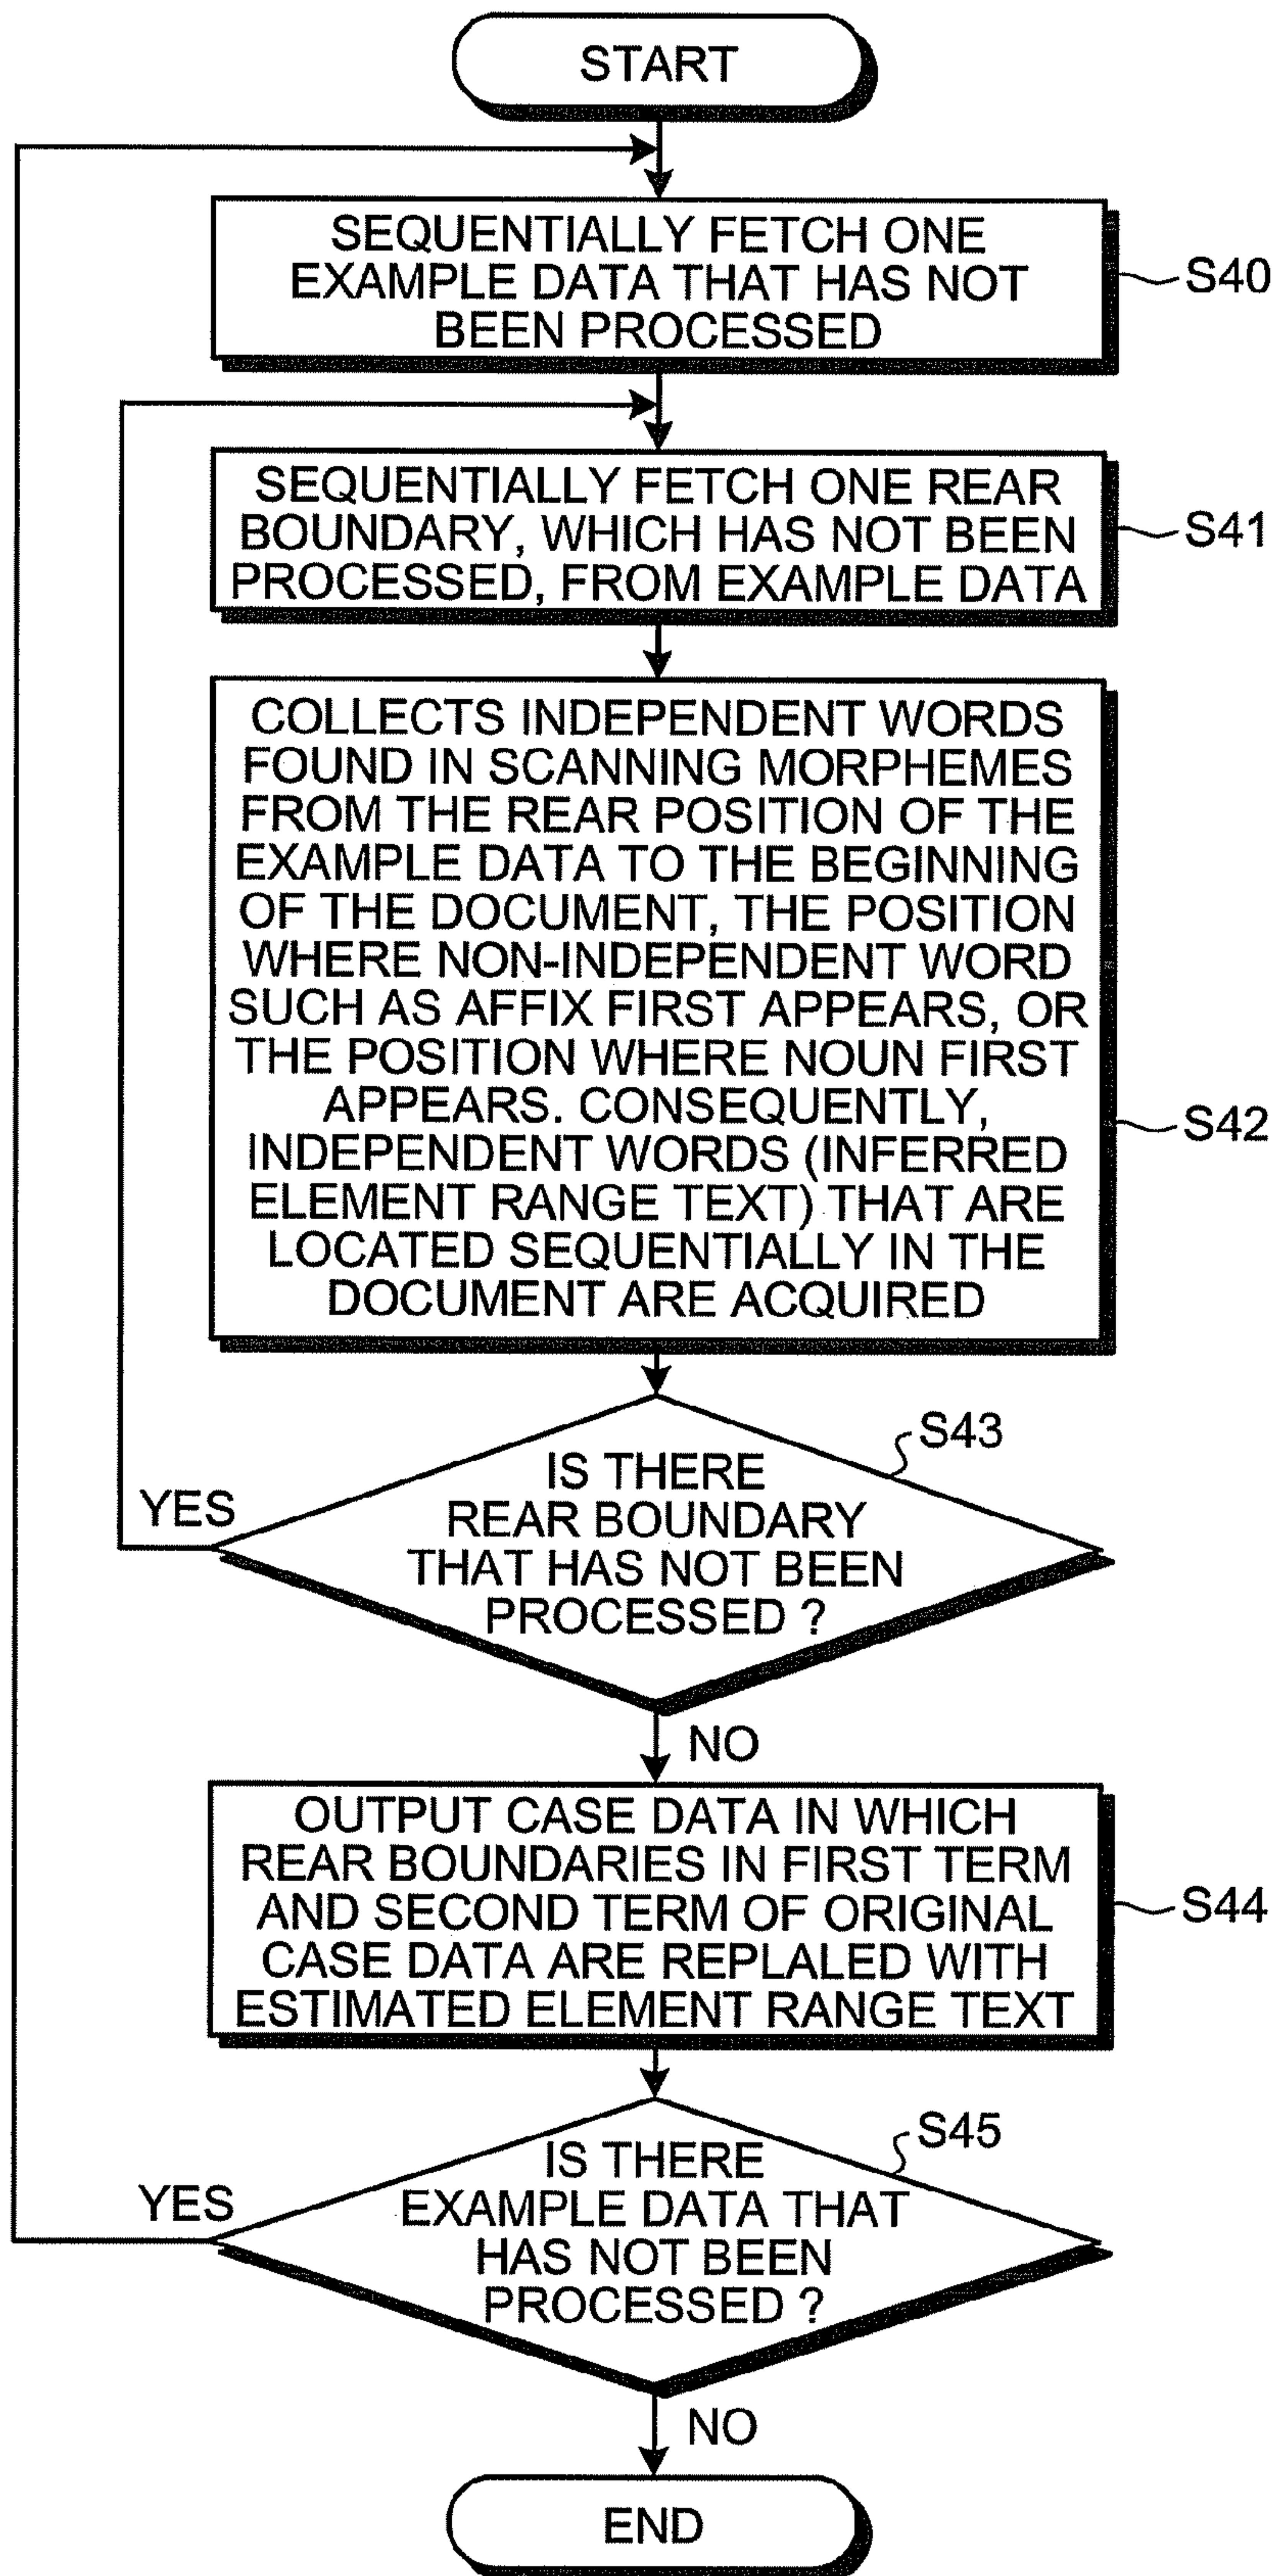 START
SEQUENTIALLY FETCH ONE
EXAMPLE DATA THAT HAS NOT
BEEN PROCESSED
S40
SEQUENTIALLY FETCH ONE REAR
BOUNDARY, WHICH HAS NOT BEEN
PROCESSED, FROM EXAMPLE DATA
S41
COLLECTS INDEPENDENT WORDS
FOUND IN SCANNING MORPHEMES
FROM THE REAR POSITION OF THE
EXAMPLE DATA TO THE BEGINNING
OF THE DOCUMENT, THE POSITION
WHERE NON-INDEPENDENT WORD
SUCH AS AFFIX FIRST APPEARS, OR
THE POSITION WHERE NOUN FIRST
APPEARS. CONSEQUENTLY,
INDEPENDENT WORDS (INFERRED
ELEMENT RANGE TEXT) THAT ARE
LOCATED SEQUENTIALLY IN THE
DOCUMENT ARE ACQUIRED
S42
S43
IS THERE
REAR BOUNDARY
THAT HAS NOT BEEN
PROCESSED ?
YES
NO
OUTPUT CASE DATA IN WHICH
REAR BOUNDARIES IN FIRST TERM
AND SECOND TERM OF ORIGINAL
CASE DATA ARE REPLALED WITH
ESTIMATED ELEMENT RANGE TEXT
S44
S45
IS THERE
EXAMPLE DATA THAT
HAS NOT BEEN
PROCESSED ?
YES
NO
END